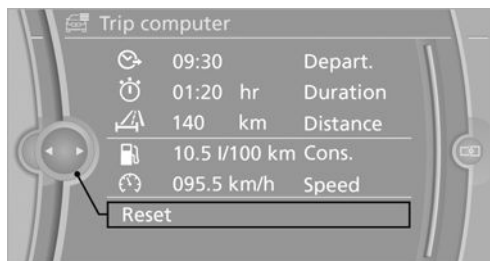 Trip computer
09:30 Depart.
01:20 hr Duration
140 km Distance
10.5 l/100 km Cons.
095.5 km/h Speed
Reset